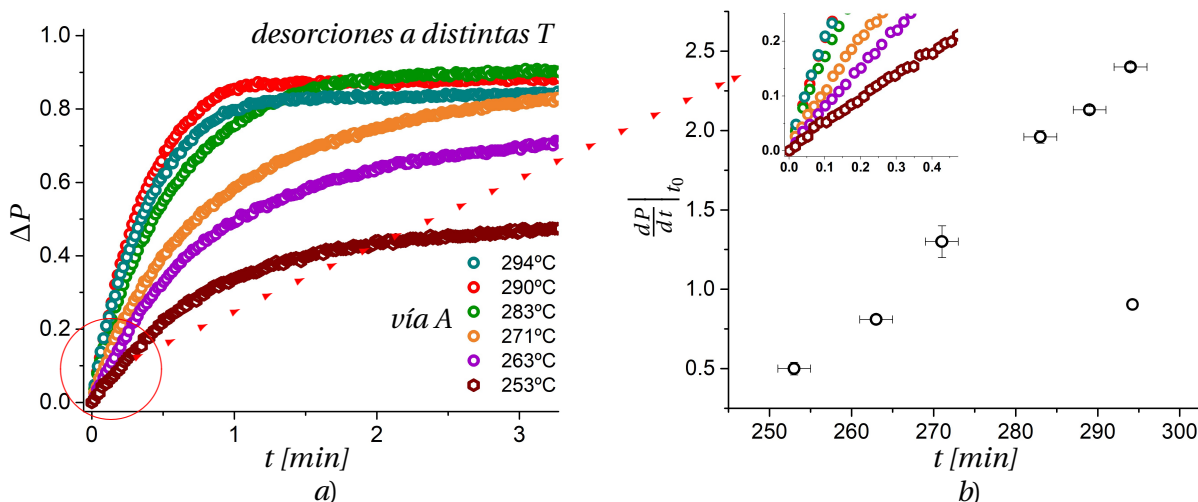 desorciones a distintas T
1.0
0.8
0.6
0.4
0.2
0.0
ΔP
294ºC
290ºC
283ºC
271ºC
263ºC
253ºC
vía A
0 1 2 3
t [min]
a)
2.5
2.0
1.5
1.0
0.5
dP/dt|t0
0.2
0.1
0.0
0.0 0.1 0.2 0.3 0.4
250 260 270 280 290 300
t [min]
b)